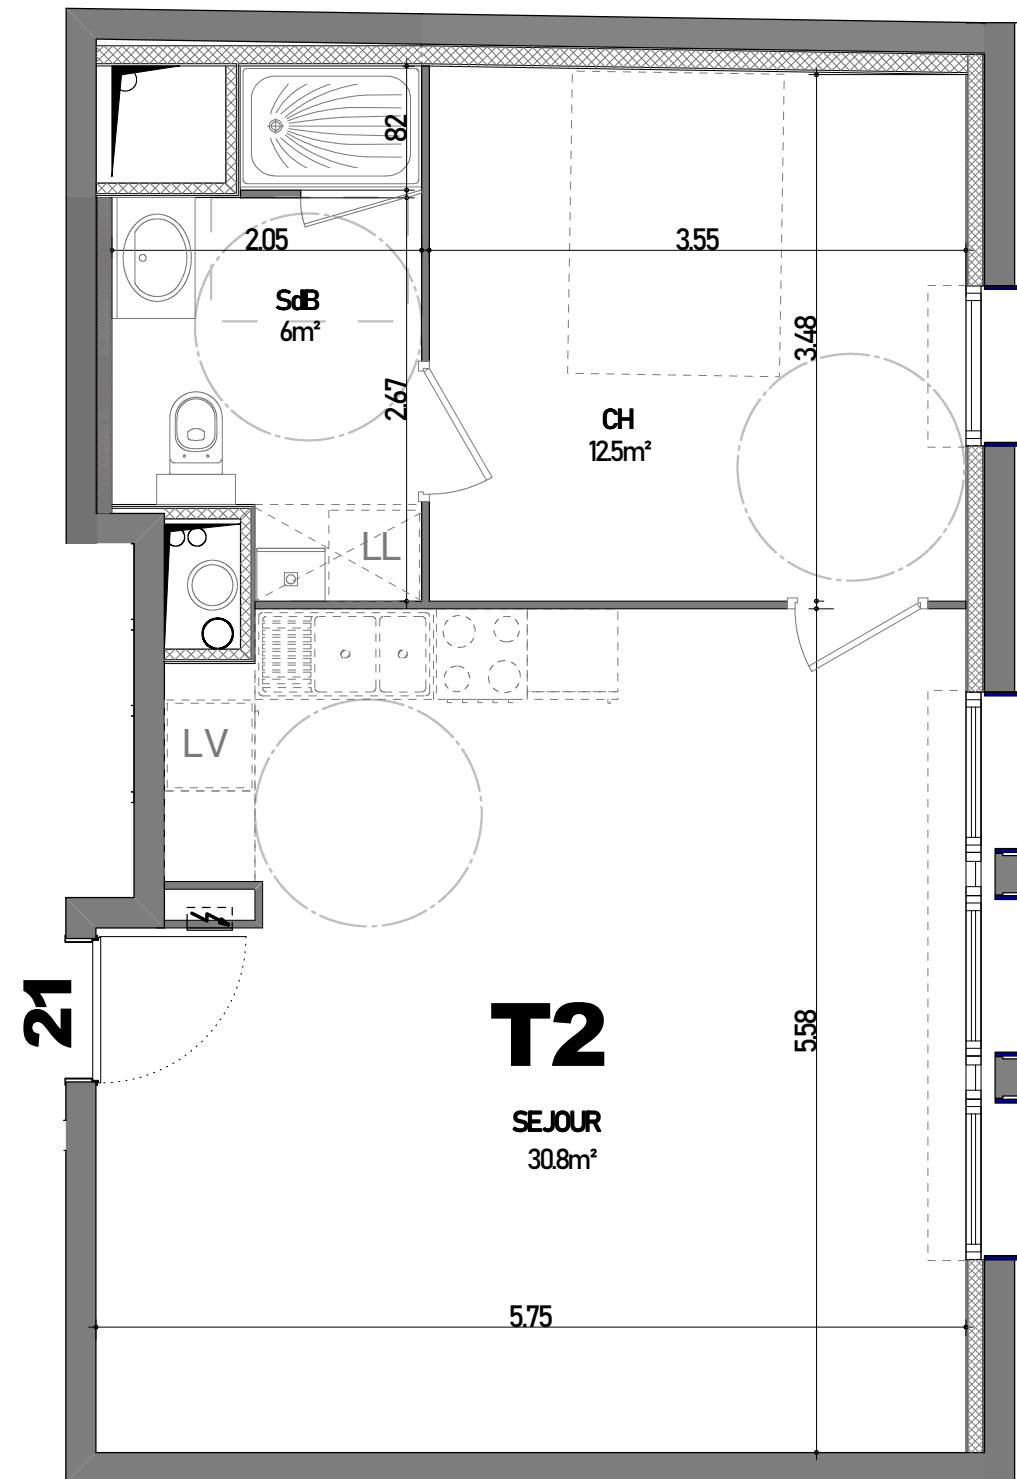 82
2.05
3.55
SdB
6m²
3.48
2.67
CH
12.5m²
LL
LV
21
T2
5.58
SEJOUR
30.8m²
5.75